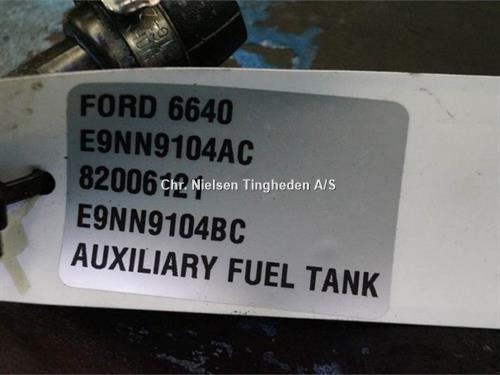 FORD 6640
E9NN9104AC
82006121
Chr. Nielsen Tingheden A/S
E9NN9104BC
AUXILIARY FUEL TANK